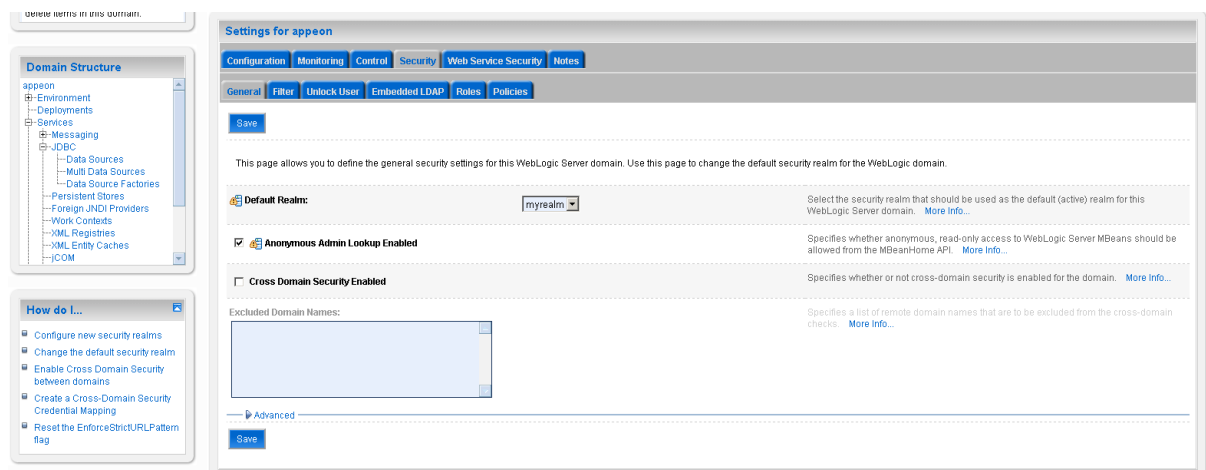 delete items in this domain.
Domain Structure
appeon
Environment
Deployments
Services
Messaging
JDBC
Data Sources
Multi Data Sources
Data Source Factories
Persistent Stores
Foreign JNDI Providers
Work Contexts
XML Registries
XML Entity Caches
jCOM
How do I...
Configure new security realms
Change the default security realm
Enable Cross Domain Security
between domains
Create a Cross-Domain Security
Credential Mapping
Reset the EnforceStrictURLPattern
flag
Settings for appeon
Configuration Monitoring Control Security Web Service Security Notes
General Filter Unlock User Embedded LDAP Roles Policies
Save
This page allows you to define the general security settings for this WebLogic Server domain. Use this page to change the default security realm for the WebLogic domain.
Default Realm: myrealm Select the security realm that should be used as the default (active) realm for this
WebLogic Server domain. More Info...
Anonymous Admin Lookup Enabled Specifies whether anonymous, read-only access to WebLogic Server MBeans should be
allowed from the MBeanHome API. More Info...
Cross Domain Security Enabled Specifies whether or not cross-domain security is enabled for the domain. More Info...
Excluded Domain Names: Specifies a list of remote domain names that are to be excluded from the cross-domain
checks. More Info...
Advanced
Save